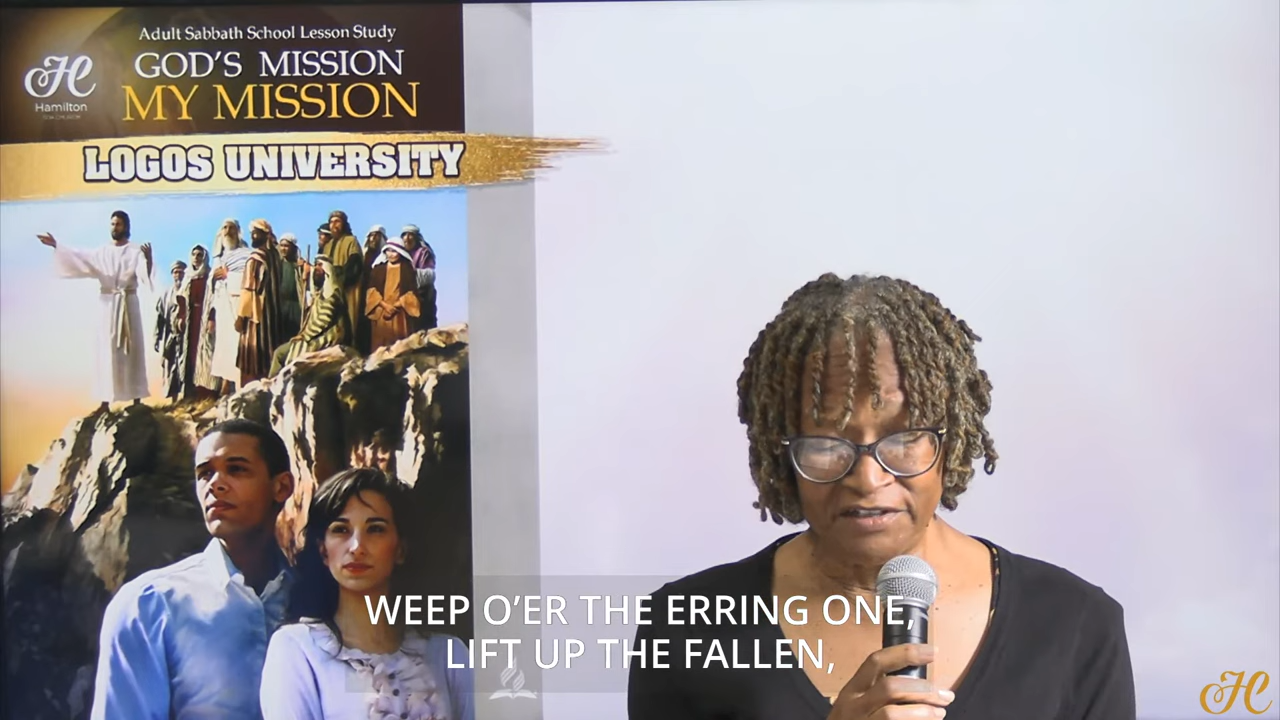 Adult Sabbath School Lesson Study
GOD'S MISSION
MY MISSION
H
Hamilton
LOGOS UNIVERSITY
WEEP O'ER THE ERRING ONE,
LIFT UP THE FALLEN,
H